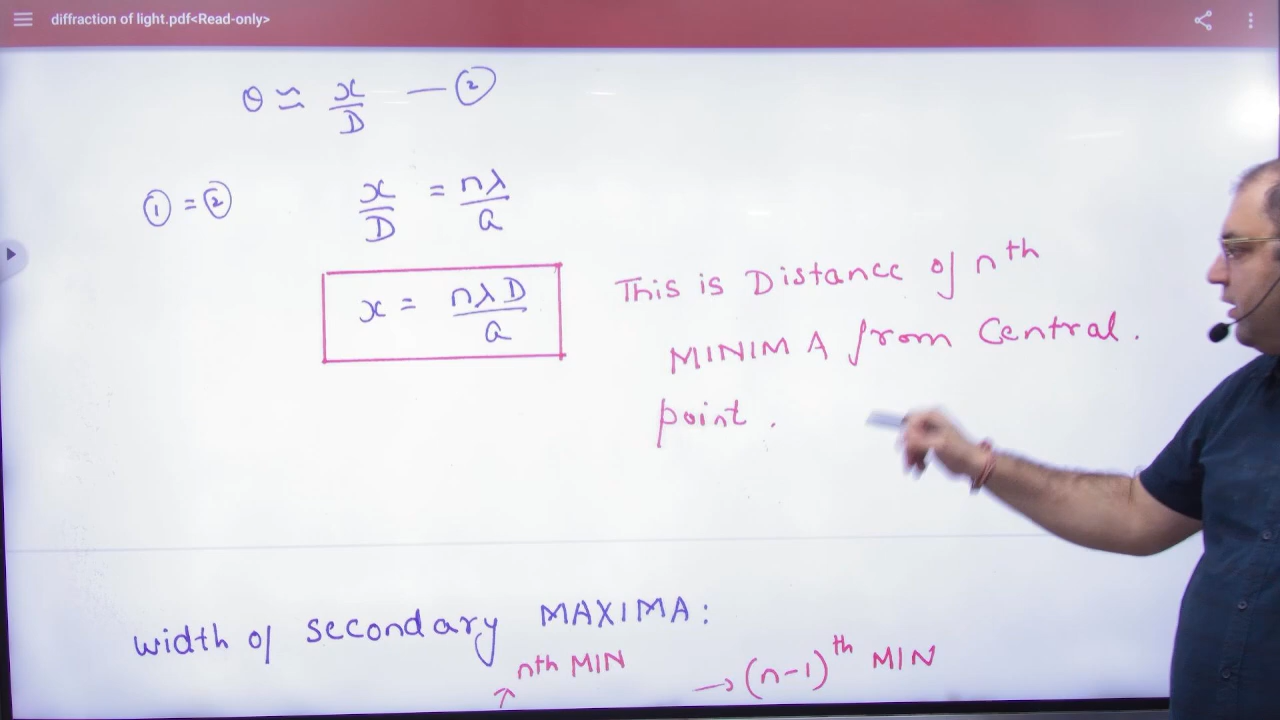 diffraction of light.pdf<Read-only>
θ ≃ x/D — ②
① = ② x/D = nλ/a
x = nλD/a
This is Distance of nth
MINIMA from Central.
point.
width of secondary MAXIMA:
↑ nth MIN → (n-1)th MIN